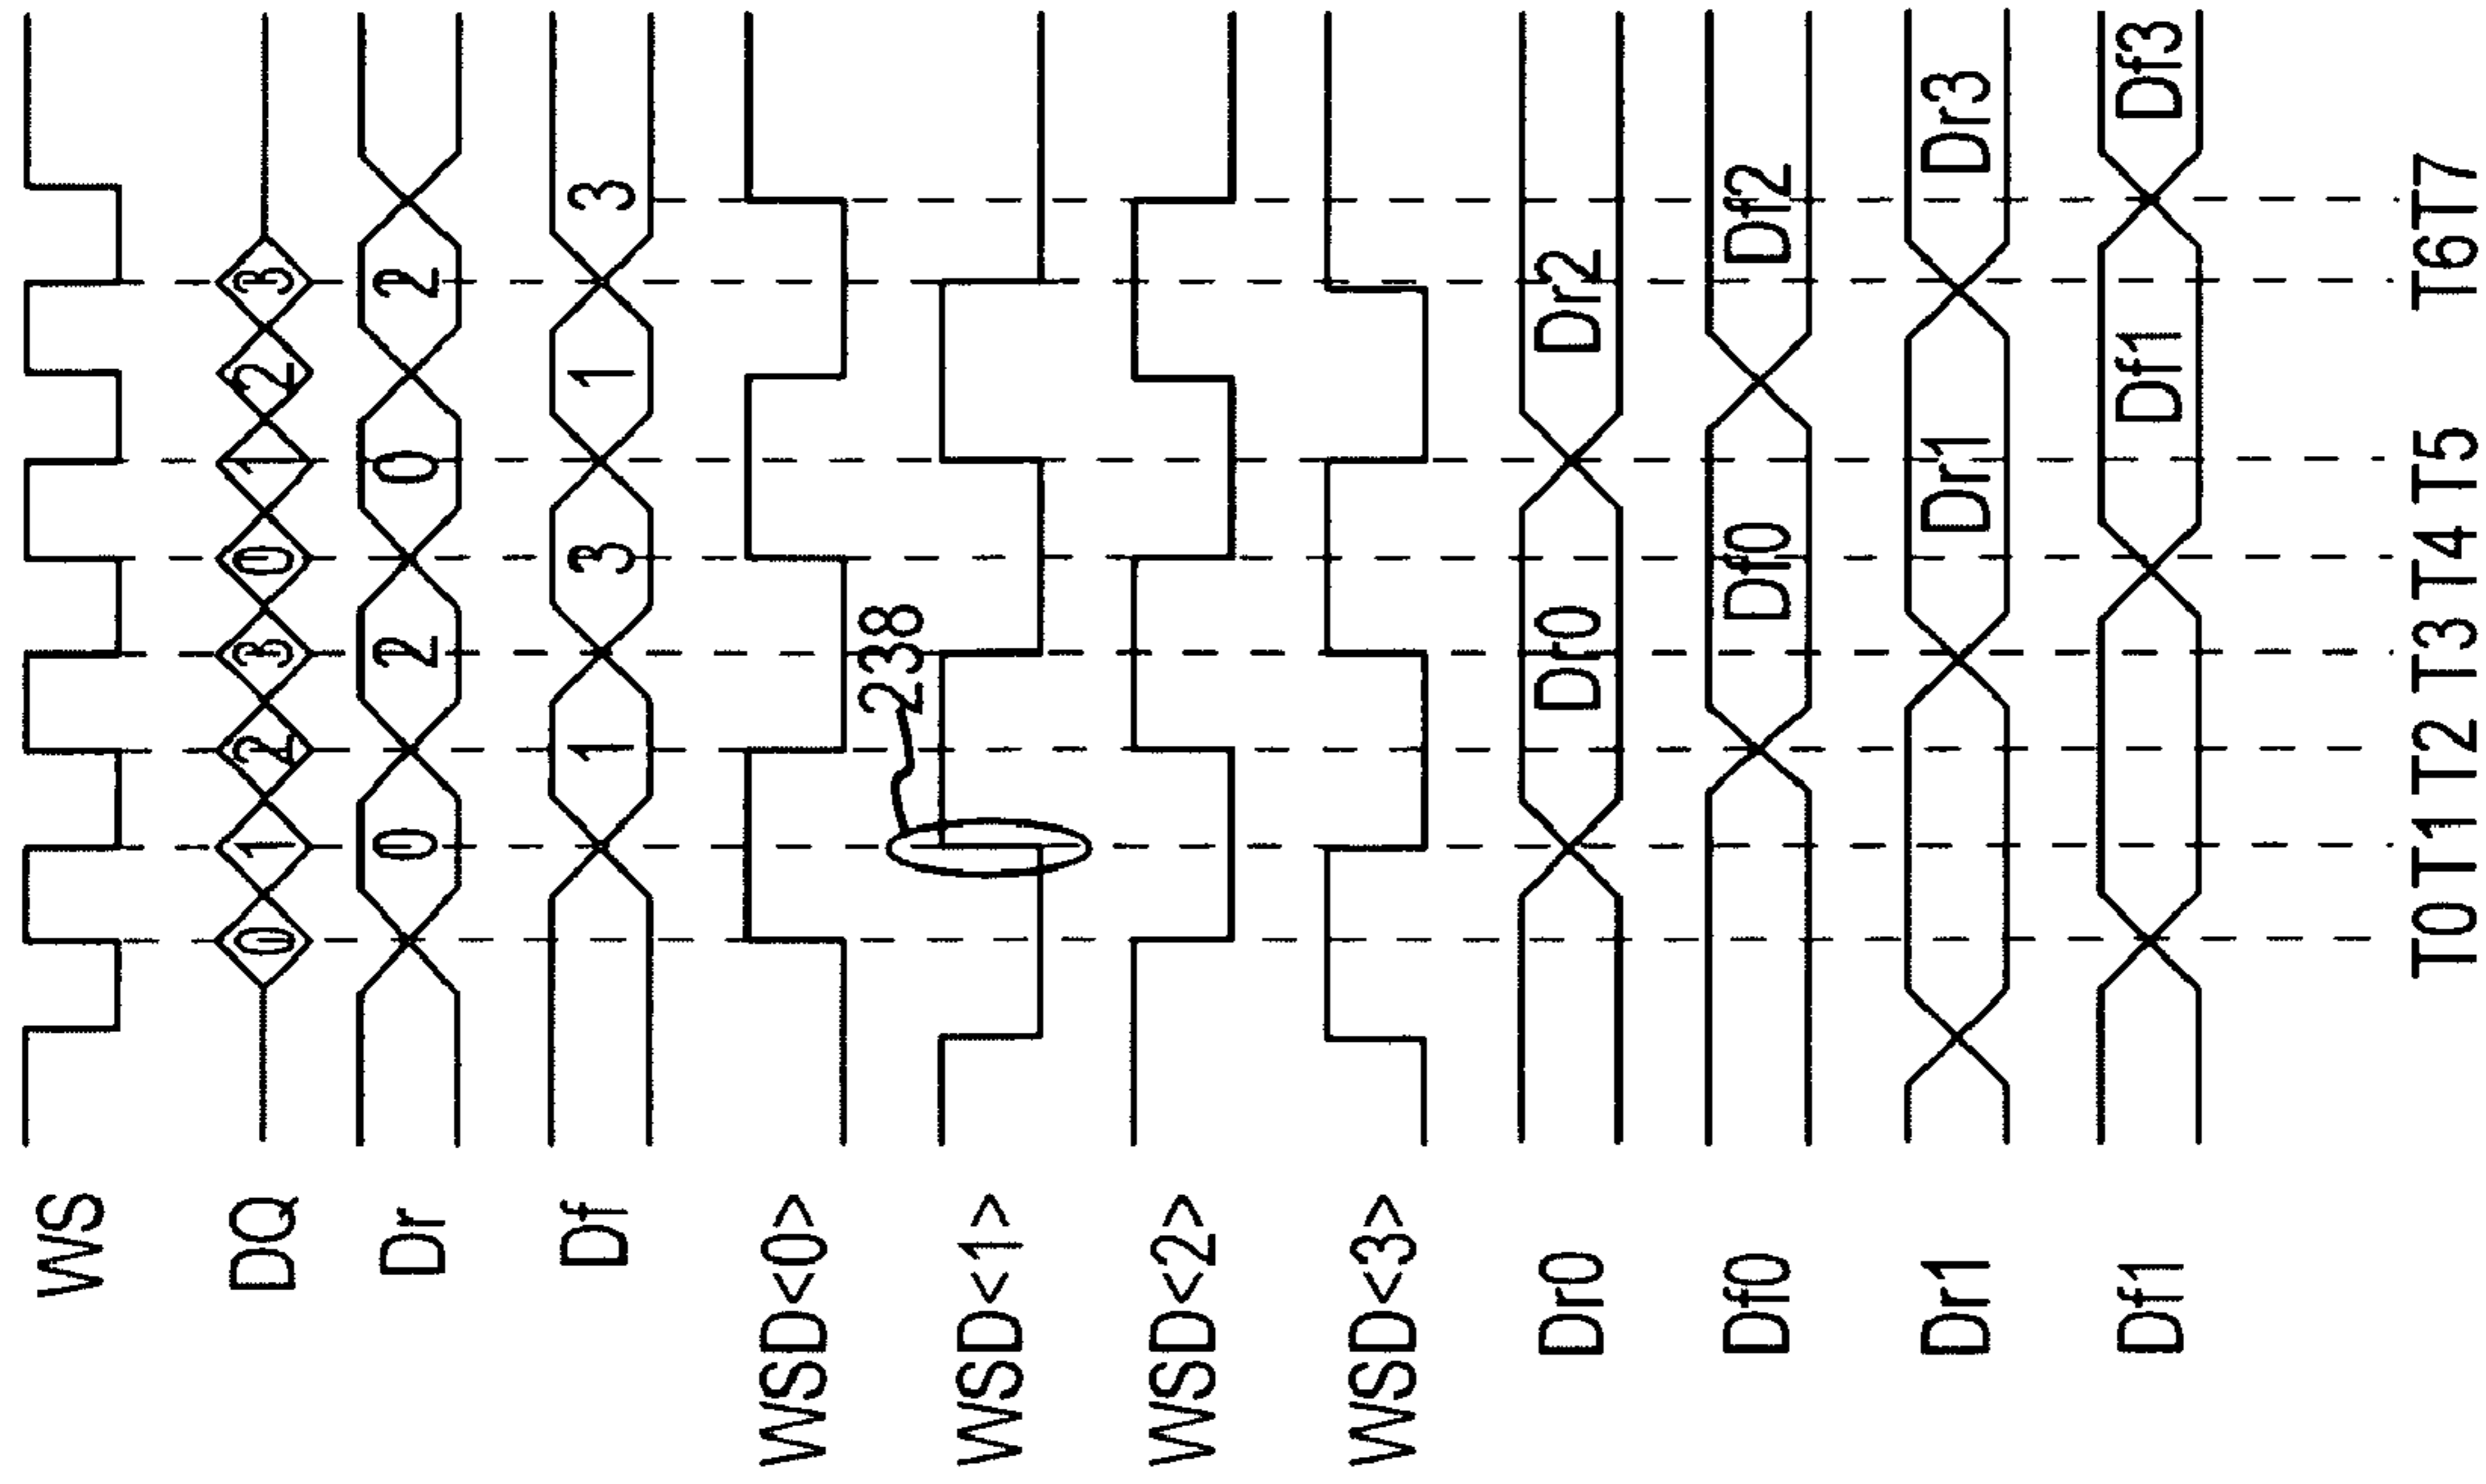 WS
DQ 0 1 2 3 0 1 2 3
Dr 0 2 0 2
Df 1 3 1 3
WSD<0>
238
WSD<1>
WSD<2>
WSD<3>
Dr0 Dr0 Dr2
Df0 Df0 Df2
Dr1 Dr1 Dr3
Df1 Df1 Df3
T0 T1 T2 T3 T4 T5 T6 T7